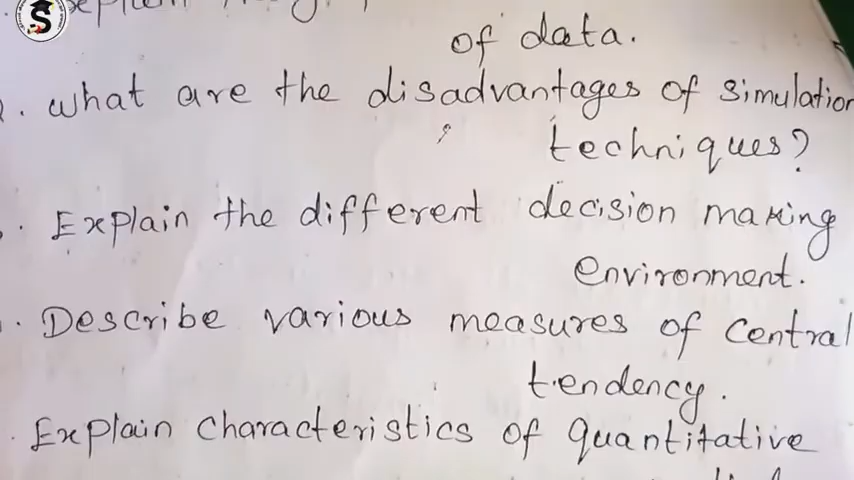 S
of data.
. What are the disadvantages of simulation
techniques?
. Explain the different decision making
environment.
. Describe various measures of central
tendency.
. Explain characteristics of quantitative